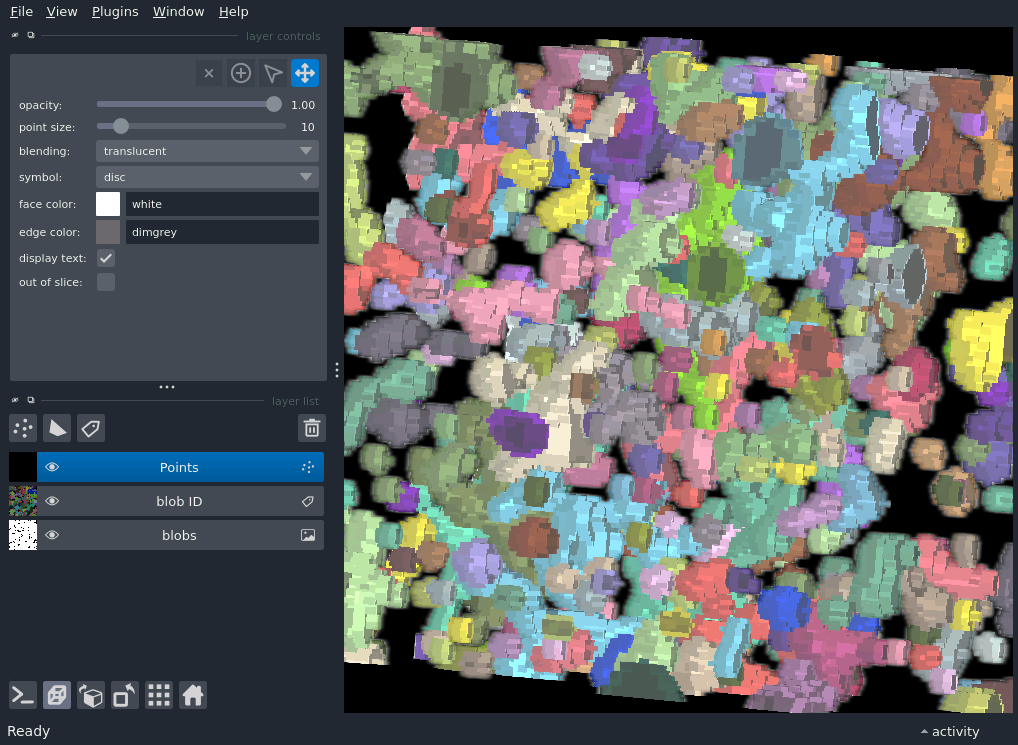 File View Plugins Window Help
layer controls
opacity: 1.00
point size: 10
blending: translucent
symbol: disc
face color: white
edge color: dimgrey
display text:
out of slice:
layer list
Points
blob ID
blobs
Ready
activity